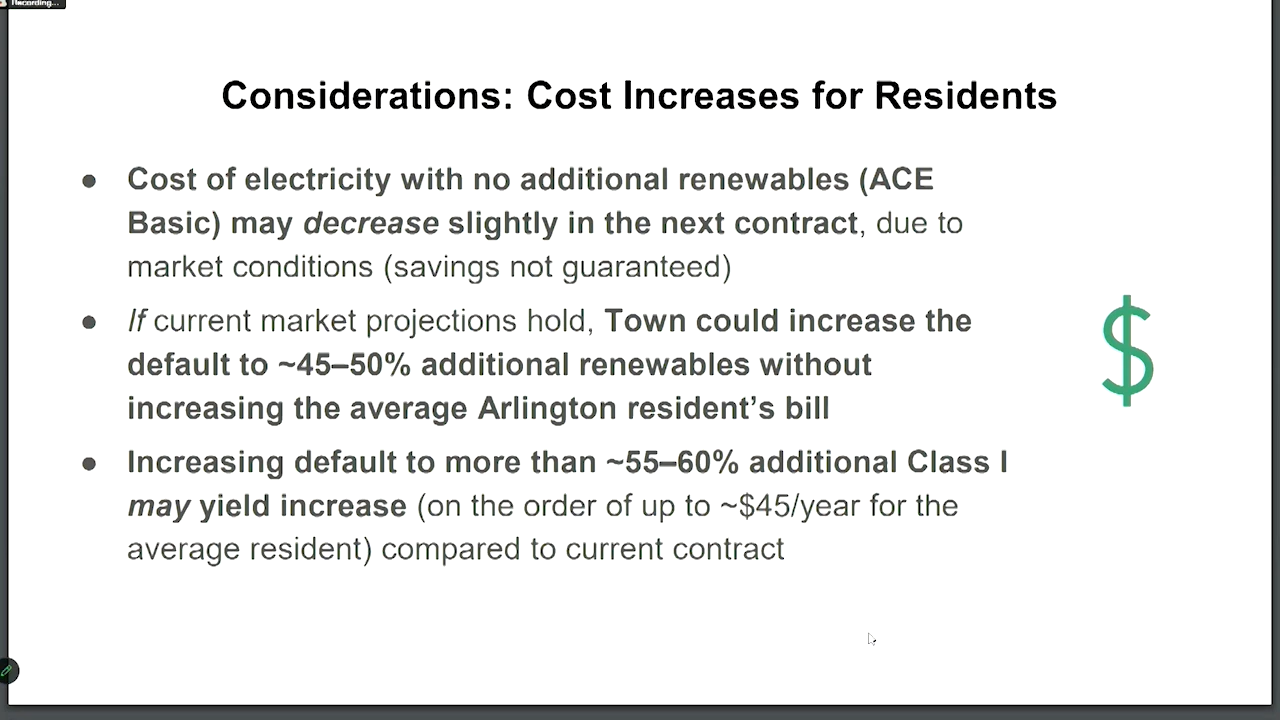 Recording...
Considerations: Cost Increases for Residents
● Cost of electricity with no additional renewables (ACE
Basic) may decrease slightly in the next contract, due to
market conditions (savings not guaranteed)
● If current market projections hold, Town could increase the
default to ~45–50% additional renewables without
increasing the average Arlington resident’s bill
● Increasing default to more than ~55–60% additional Class I
may yield increase (on the order of up to ~$45/year for the
average resident) compared to current contract
$